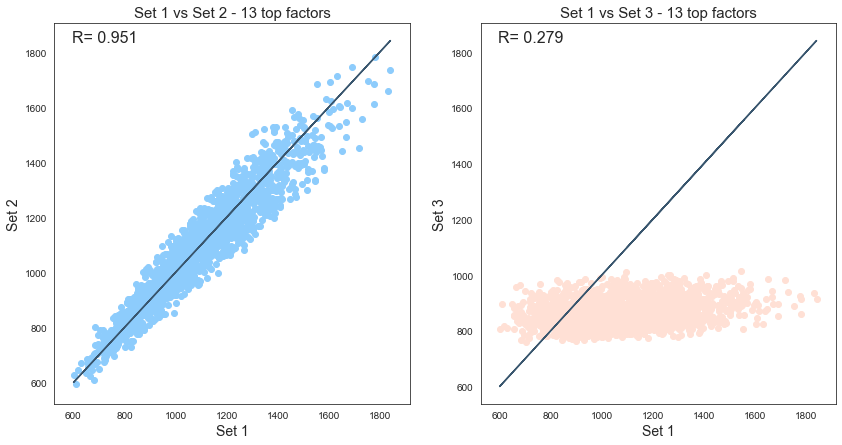 Set 1 vs Set 2 - 13 top factors
R= 0.951
1800
1600
1400
1200
1000
800
600
Set 2
600 800 1000 1200 1400 1600 1800
Set 1
Set 1 vs Set 3 - 13 top factors
R= 0.279
1800
1600
1400
1200
1000
800
600
Set 3
600 800 1000 1200 1400 1600 1800
Set 1